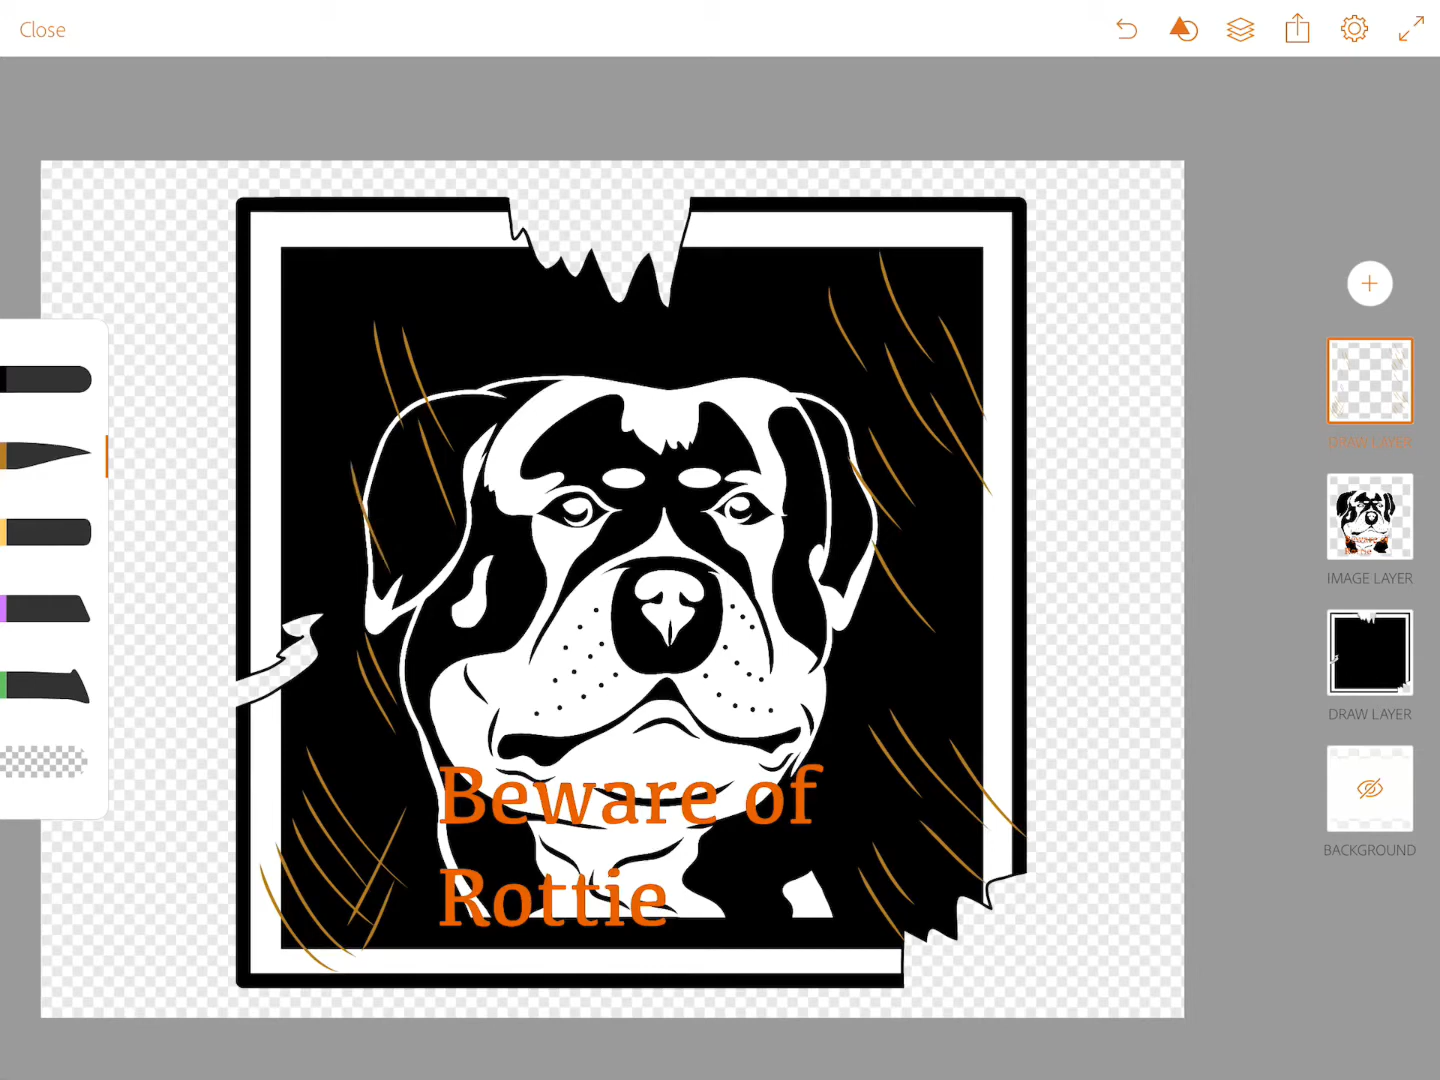 Close
Beware of
Rottie
DRAW LAYER
IMAGE LAYER
DRAW LAYER
BACKGROUND